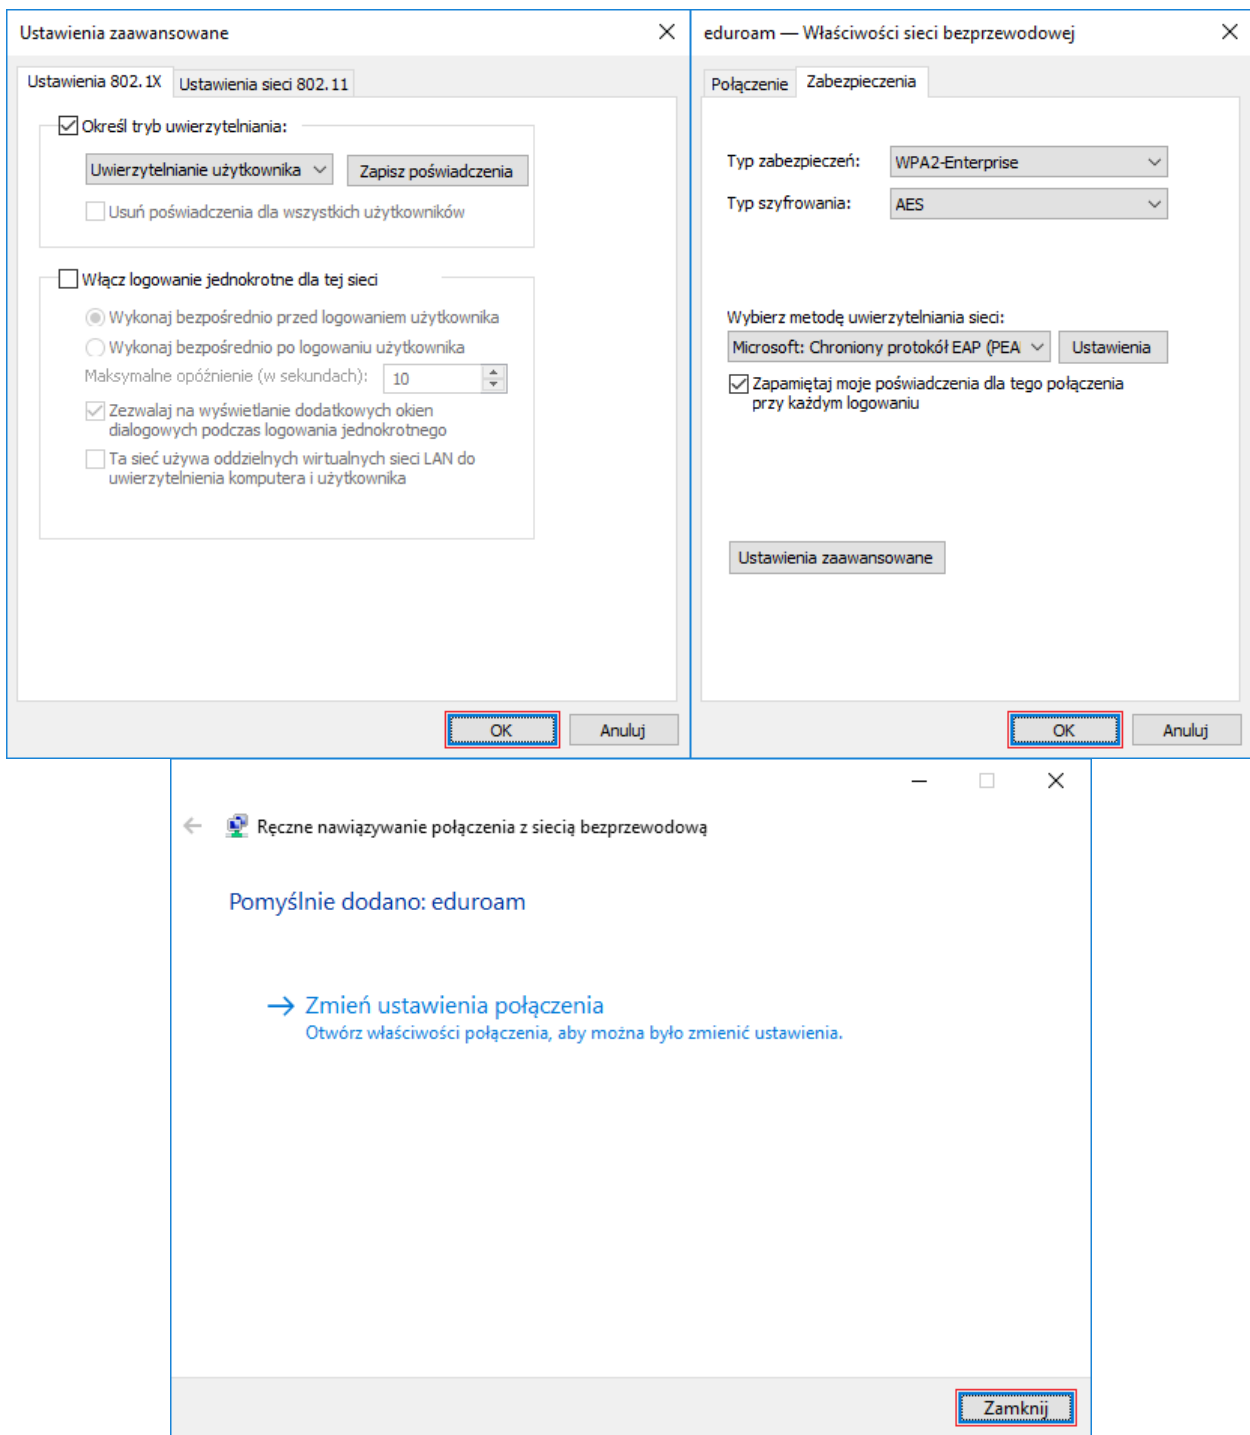 Ustawienia zaawansowane
Ustawienia 802.1X
Ustawienia sieci 802.11
Określ tryb uwierzytelniania:
Uwierzytelnianie użytkownika
Zapisz poświadczenia
Usuń poświadczenia dla wszystkich użytkowników
Włącz logowanie jednokrotne dla tej sieci
Wykonaj bezpośrednio przed logowaniem użytkownika
Wykonaj bezpośrednio po logowaniu użytkownika
Maksymalne opóźnienie (w sekundach):
10
Zezwalaj na wyświetlanie dodatkowych okien
dialogowych podczas logowania jednokrotnego
Ta sieć używa oddzielnych wirtualnych sieci LAN do
uwierzytelnienia komputera i użytkownika
OK
Anuluj
eduroam — Właściwości sieci bezprzewodowej
Połączenie
Zabezpieczenia
Typ zabezpieczeń:
WPA2-Enterprise
Typ szyfrowania:
AES
Wybierz metodę uwierzytelniania sieci:
Microsoft: Chroniony protokół EAP (PEA
Ustawienia
Zapamiętaj moje poświadczenia dla tego połączenia
przy każdym logowaniu
Ustawienia zaawansowane
OK
Anuluj
Ręczne nawiązywanie połączenia z siecią bezprzewodową
Pomyślnie dodano: eduroam
Zmień ustawienia połączenia
Otwórz właściwości połączenia, aby można było zmienić ustawienia.
Zamknij